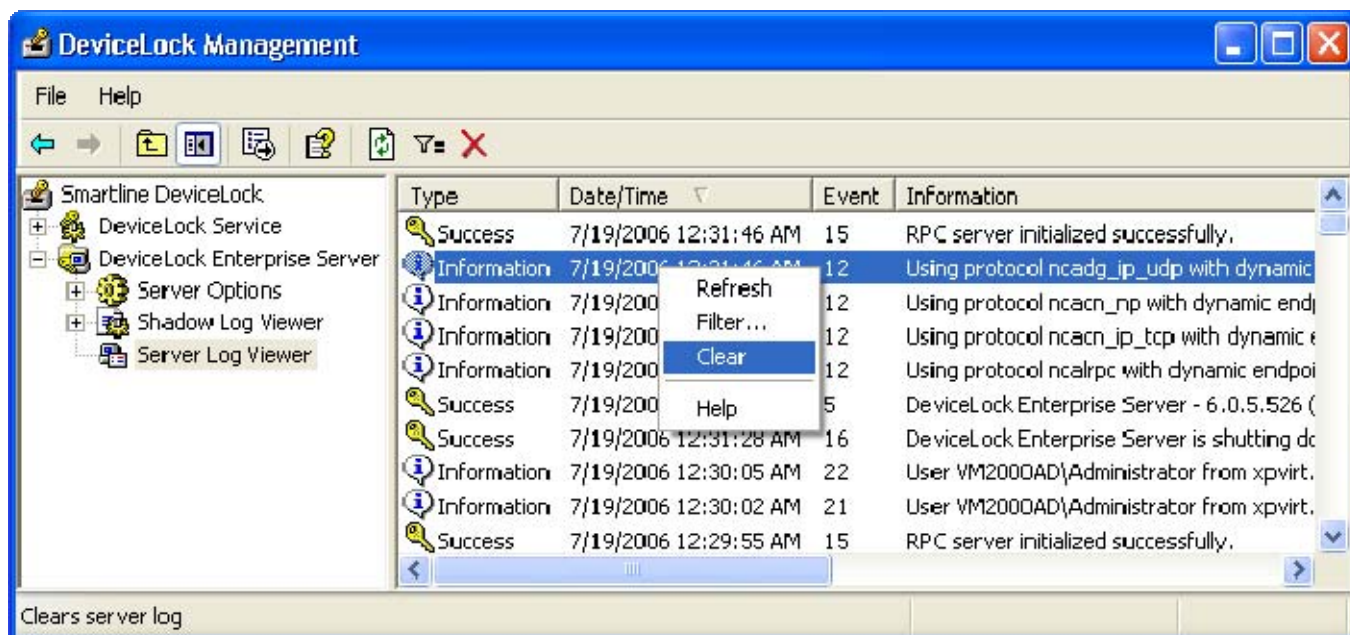 DeviceLock Management
File Help
Smartline DeviceLock
DeviceLock Service
DeviceLock Enterprise Server
Server Options
Shadow Log Viewer
Server Log Viewer
Type Date/Time Event Information
Success 7/19/2006 12:31:46 AM 15 RPC server initialized successfully.
Information 7/19/2006 12:31:46 AM 12 Using protocol ncadg_ip_udp with dynamic
Information 7/19/200 12 Using protocol ncacn_np with dynamic
Information 7/19/200 12 Using protocol ncacn_ip_tcp with dynamic
Information 7/19/200 12 Using protocol ncalrpc with dynamic endpoi
Success 7/19/200 5 DeviceLock Enterprise Server - 6.0.5.526 (
Success 7/19/2006 12:31:28 AM 16 DeviceLock Enterprise Server is shutting
Information 7/19/2006 12:30:05 AM 22 User VM2000AD\Administrator from xpvirt.
Information 7/19/2006 12:30:02 AM 21 User VM2000AD\Administrator from xpvirt.
Success 7/19/2006 12:29:55 AM 15 RPC server initialized successfully.
Refresh
Filter...
Clear
Help
Clears server log